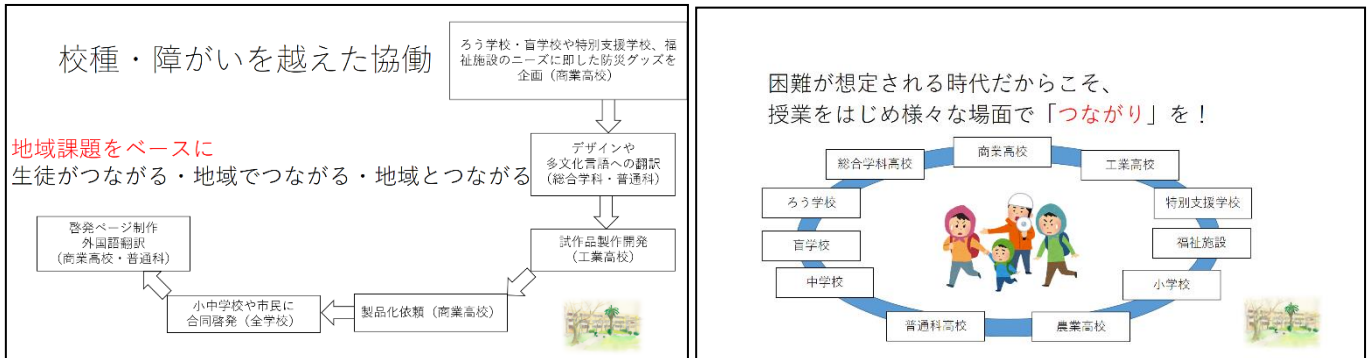 校種・障がいを越えた協働
ろう学校・盲学校や特別支援学校、福
祉施設のニーズに即した防災グッズを
企画（商業高校）
地域課題をベースに
生徒がつながる・地域でつながる・地域とつながる
デザインや
多文化言語への翻訳
（総合学科・普通科）
試作品製作開発
（工業高校）
製品化依頼（商業高校）
小中学校や市民に
合同啓発（全学校）
啓発ページ制作
外国語翻訳
（商業高校・普通科）
困難が想定される時代だからこそ、
授業をはじめ様々な場面で「つながり」を！
商業高校
総合学科高校
工業高校
ろう学校
特別支援学校
盲学校
福祉施設
中学校
小学校
普通科高校
農業高校